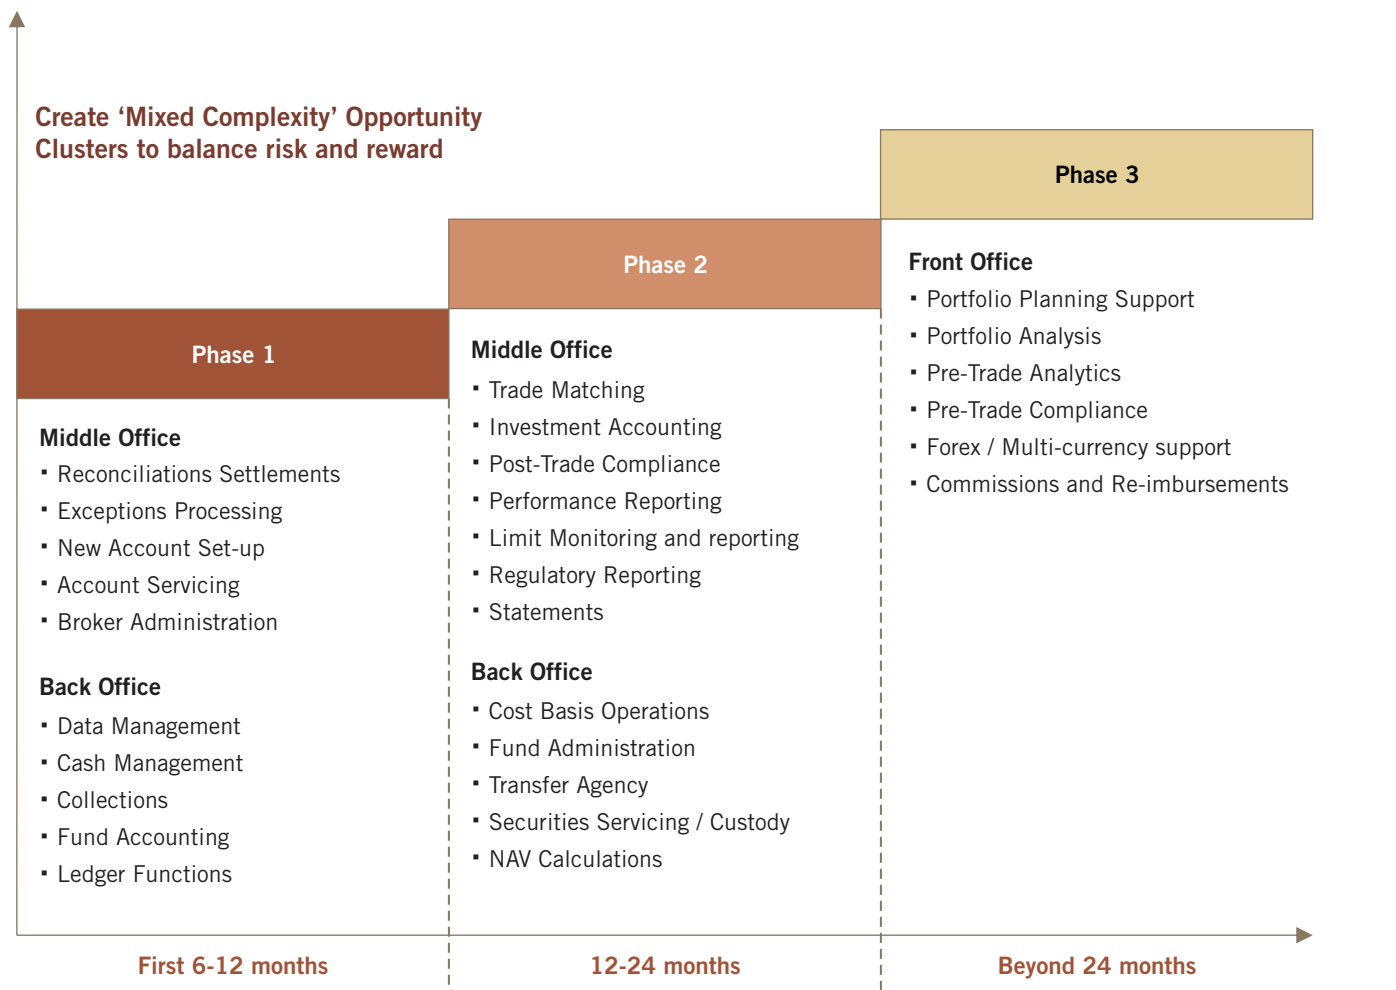 Create ‘Mixed Complexity’ Opportunity
Clusters to balance risk and reward
Phase 1
Middle Office
▪ Reconciliations Settlements
▪ Exceptions Processing
▪ New Account Set-up
▪ Account Servicing
▪ Broker Administration
Back Office
▪ Data Management
▪ Cash Management
▪ Collections
▪ Fund Accounting
▪ Ledger Functions
First 6-12 months
Phase 2
Middle Office
▪ Trade Matching
▪ Investment Accounting
▪ Post-Trade Compliance
▪ Performance Reporting
▪ Limit Monitoring and reporting
▪ Regulatory Reporting
▪ Statements
Back Office
▪ Cost Basis Operations
▪ Fund Administration
▪ Transfer Agency
▪ Securities Servicing / Custody
▪ NAV Calculations
12-24 months
Phase 3
Front Office
▪ Portfolio Planning Support
▪ Portfolio Analysis
▪ Pre-Trade Analytics
▪ Pre-Trade Compliance
▪ Forex / Multi-currency support
▪ Commissions and Re-imbursements
Beyond 24 months